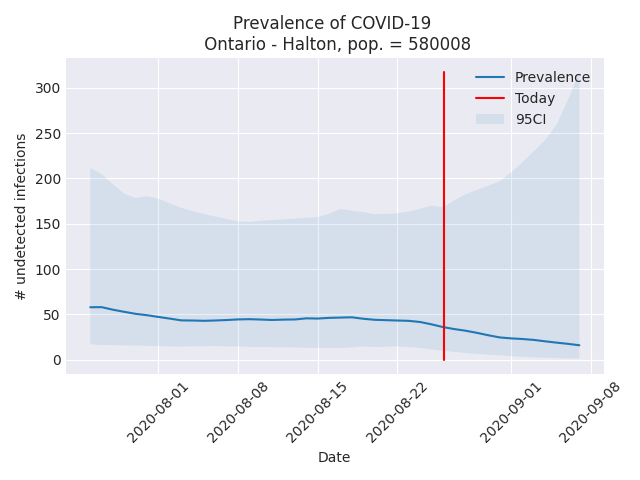 Prevalence of COVID-19
Ontario - Halton, pop. = 580008
Prevalence
Today
95CI
300
250
200
150
100
50
0
# undetected infections
2020-08-01
2020-08-08
2020-08-15
2020-08-22
2020-09-01
2020-09-08
Date